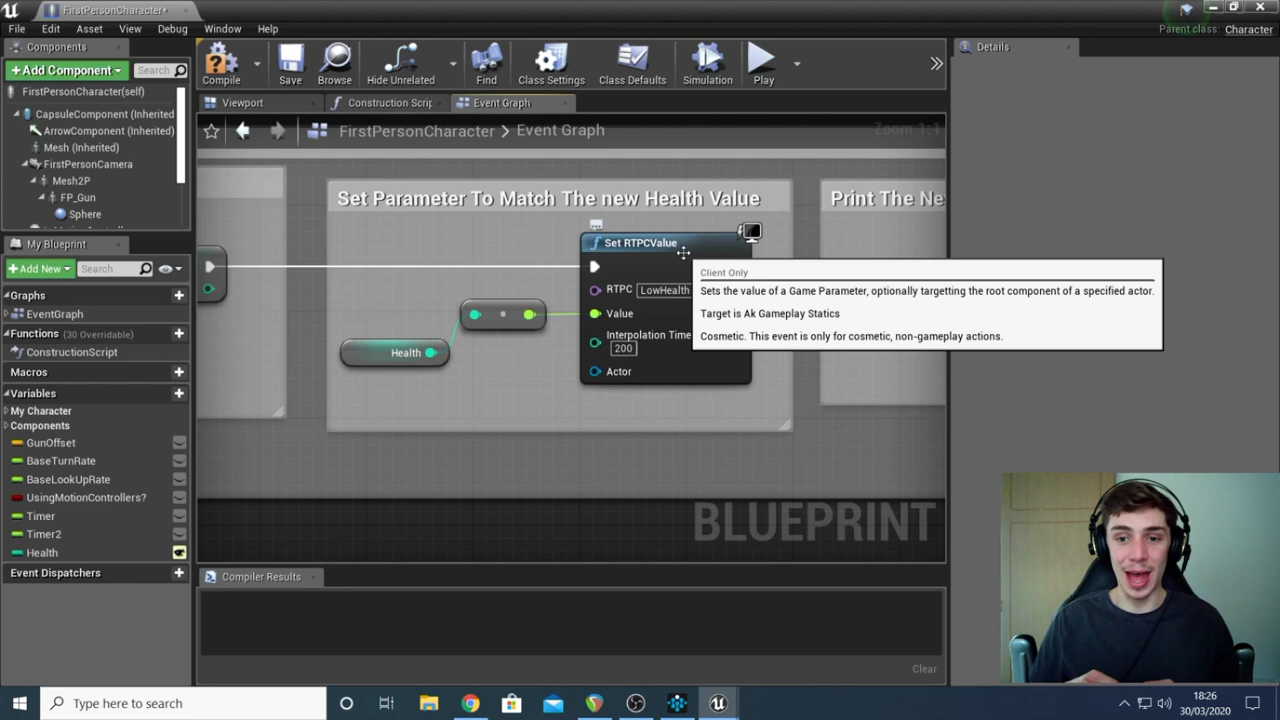 FirstPersonCharacter*
File Edit Asset View Debug Window Help
Parent class: Character
Components
+ Add Component
Search
FirstPersonCharacter(self)
CapsuleComponent (Inherited)
ArrowComponent (Inherited)
Mesh (Inherited)
FirstPersonCamera
Mesh2P
FP_Gun
Sphere
My Blueprint
+ Add New
Search
Graphs
EventGraph
Functions (30 Overridable)
ConstructionScript
Macros
Variables
My Character
Components
GunOffset
BaseTurnRate
BaseLookUpRate
UsingMotionControllers?
Timer
Timer2
Health
Event Dispatchers
Compile
Save
Browse
Hide Unrelated
Find
Class Settings
Class Defaults
Simulation
Play
Viewport
Construction Scrip
Event Graph
FirstPersonCharacter > Event Graph
Zoom 1:1
Set Parameter To Match The new Health Value
Print The Ne
Set RTPCValue
RTPC LowHealth
Value
Interpolation Time
200
Actor
Health
Client Only
Sets the value of a Game Parameter, optionally targetting the root component of a specified actor.
Target is Ak Gameplay Statics
Cosmetic. This event is only for cosmetic, non-gameplay actions.
BLUEPRINT
Compiler Results
Clear
Details
Type here to search
18:26
30/03/2020